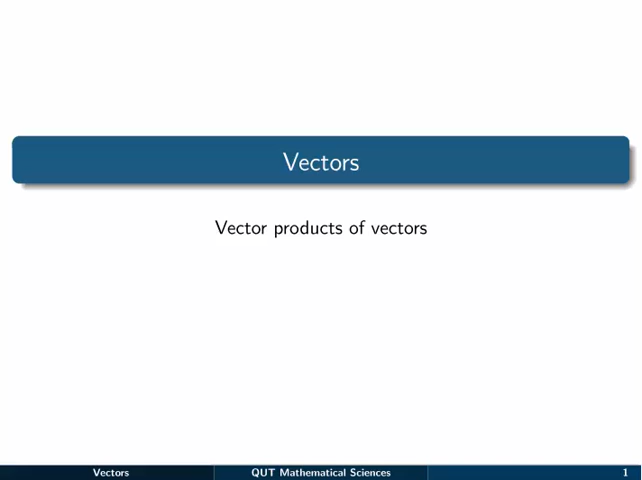 Vectors
Vector products of vectors
Vectors QUT Mathematical Sciences 1